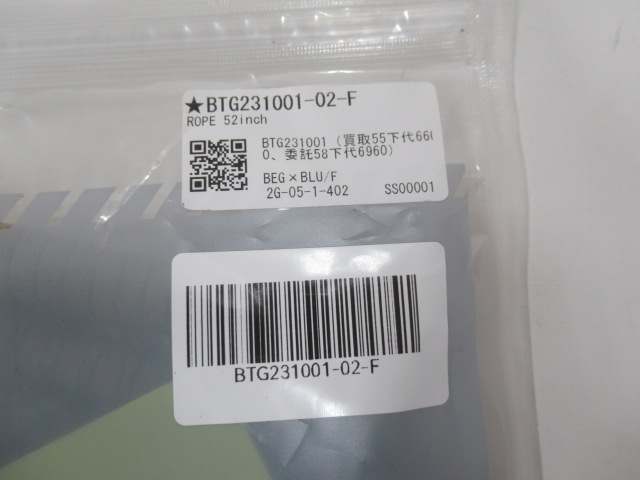 ★BTG231001-02-F
ROPE 52inch
BTG231001 (買取55下代660
0、委託58下代6960)
BEG×BLU/F
2G-05-1-402 SS00001
BTG231001-02-F